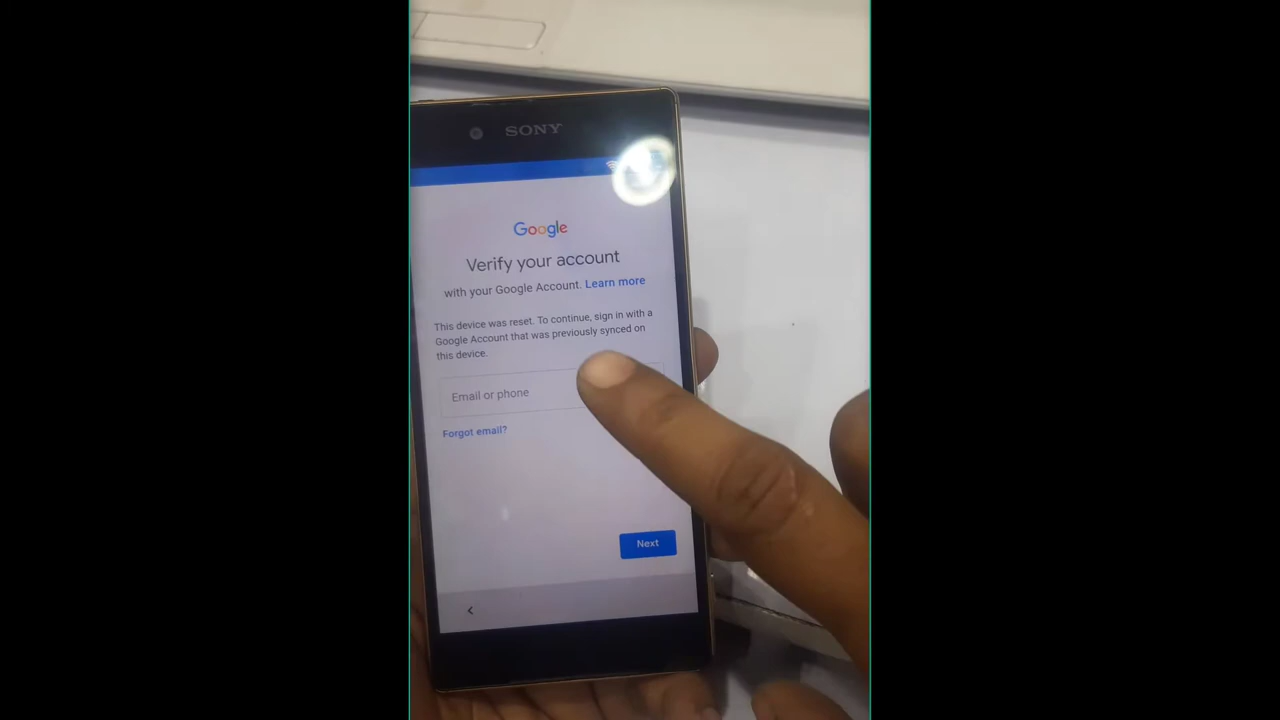 SONY
Google
Verify your account
with your Google Account. Learn more
This device was reset. To continue, sign in with a
Google Account that was previously synced on
this device.
Email or phone
Forgot email?
Next